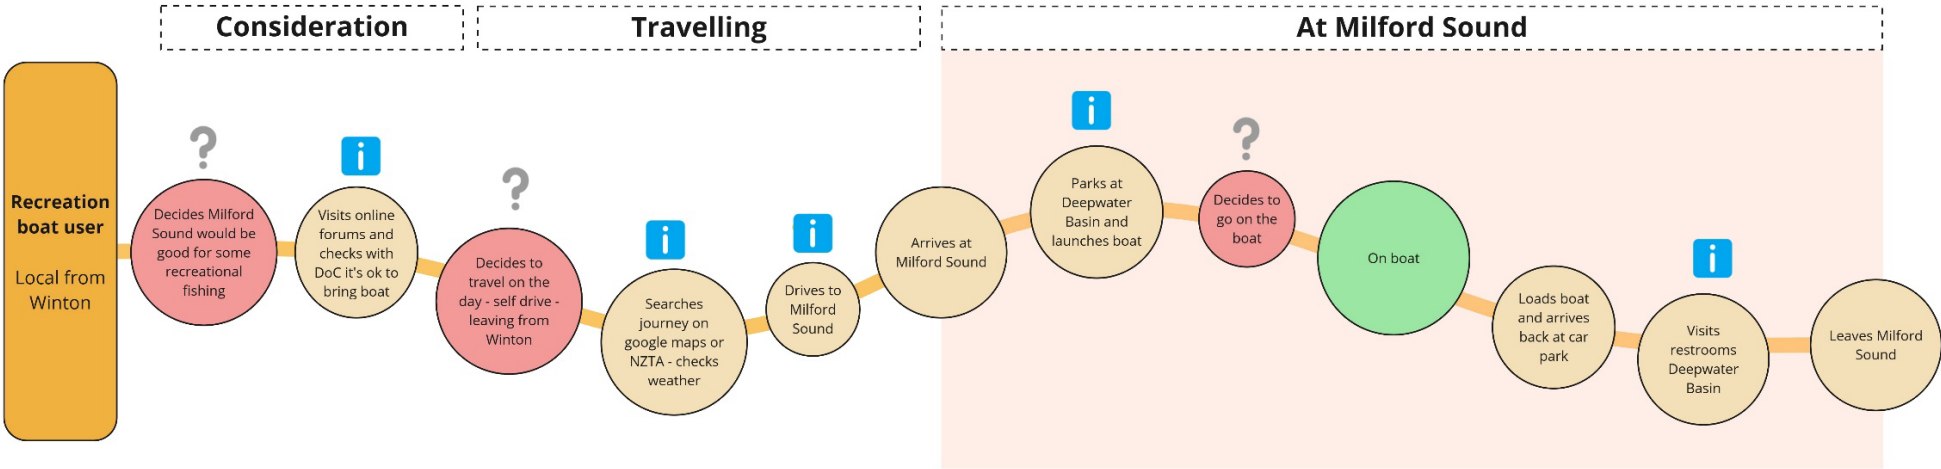 Consideration
Travelling
At Milford Sound
Recreation
boat user
Local from
Winton
?
Decides Milford
Sound would be
good for some
recreational
fishing
i
Visits online
forums and
checks with
DoC it's ok to
bring boat
?
Decides to
travel on the
day - self drive -
leaving from
Winton
i
Searches
journey on
google maps or
NZTA - checks
weather
i
Drives to
Milford
Sound
Arrives at
Milford Sound
i
Parks at
Deepwater
Basin and
launches boat
?
Decides to
go on the
boat
On boat
Loads boat
and arrives
back at car
park
i
Visits
restrooms
Deepwater
Basin
Leaves Milford
Sound